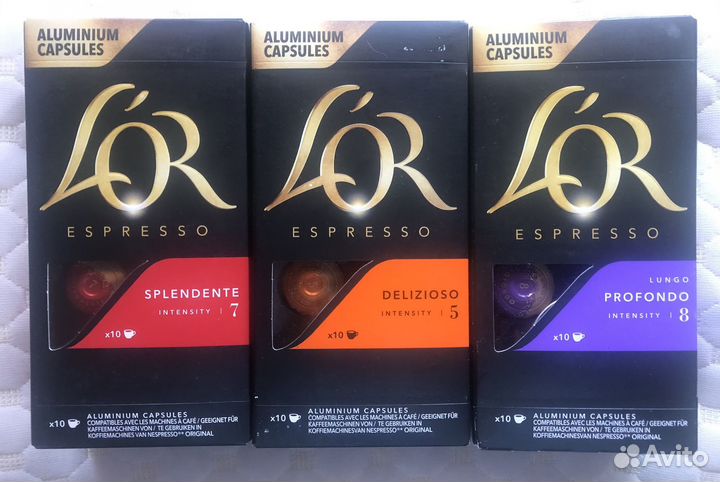 ALUMINIUM
CAPSULES
L'OR
ESPRESSO
SPLENDENTE
INTENSITY | 7
x10
x10 ALUMINIUM CAPSULES
COMPATIBLES AVEC LES MACHINES À CAFÉ / GEEIGNET FÜR
KAFFEEMASCHINEN VON / TE GEBRUIKEN IN
KOFFIEMACHINES VAN NESPRESSO** ORIGINAL
ALUMINIUM
CAPSULES
L'OR
ESPRESSO
DELIZIOSO
INTENSITY | 5
x10
x10 ALUMINIUM CAPSULES
COMPATIBLES AVEC LES MACHINES À CAFÉ / GEEIGNET FÜR
KAFFEEMASCHINEN VON / TE GEBRUIKEN IN
KOFFIEMACHINES VAN NESPRESSO** ORIGINAL
ALUMINIUM
CAPSULES
L'OR
ESPRESSO
LUNGO
PROFONDO
INTENSITY | 8
x10
x10 ALUMINIUM CAPSULES
COMPATIBLES AVEC LES MACHINES À CAFÉ / GEEIGNET FÜR
KAFFEEMASCHINEN VON / TE GEBRUIKEN IN
KOFFIEMACHINES VAN NESPRESSO** ORIGINAL
Avito